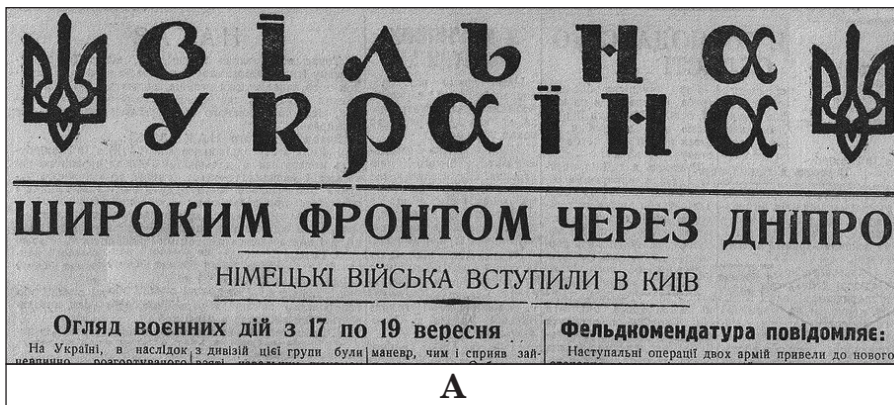 ВІЛЬНА
УКРАЇНА
ШИРОКИМ ФРОНТОМ ЧЕРЕЗ ДНІПРО
НІМЕЦЬКІ ВІЙСЬКА ВСТУПИЛИ В КИЇВ
Огляд воєнних дій з 17 по 19 вересня
На Україні, в наслідок
з дивізій цієї групи були
маневр, чим і сприяв зай-
Фельдкомендатура повідомляє:
Наступальні операції двох армій привели до нового
А